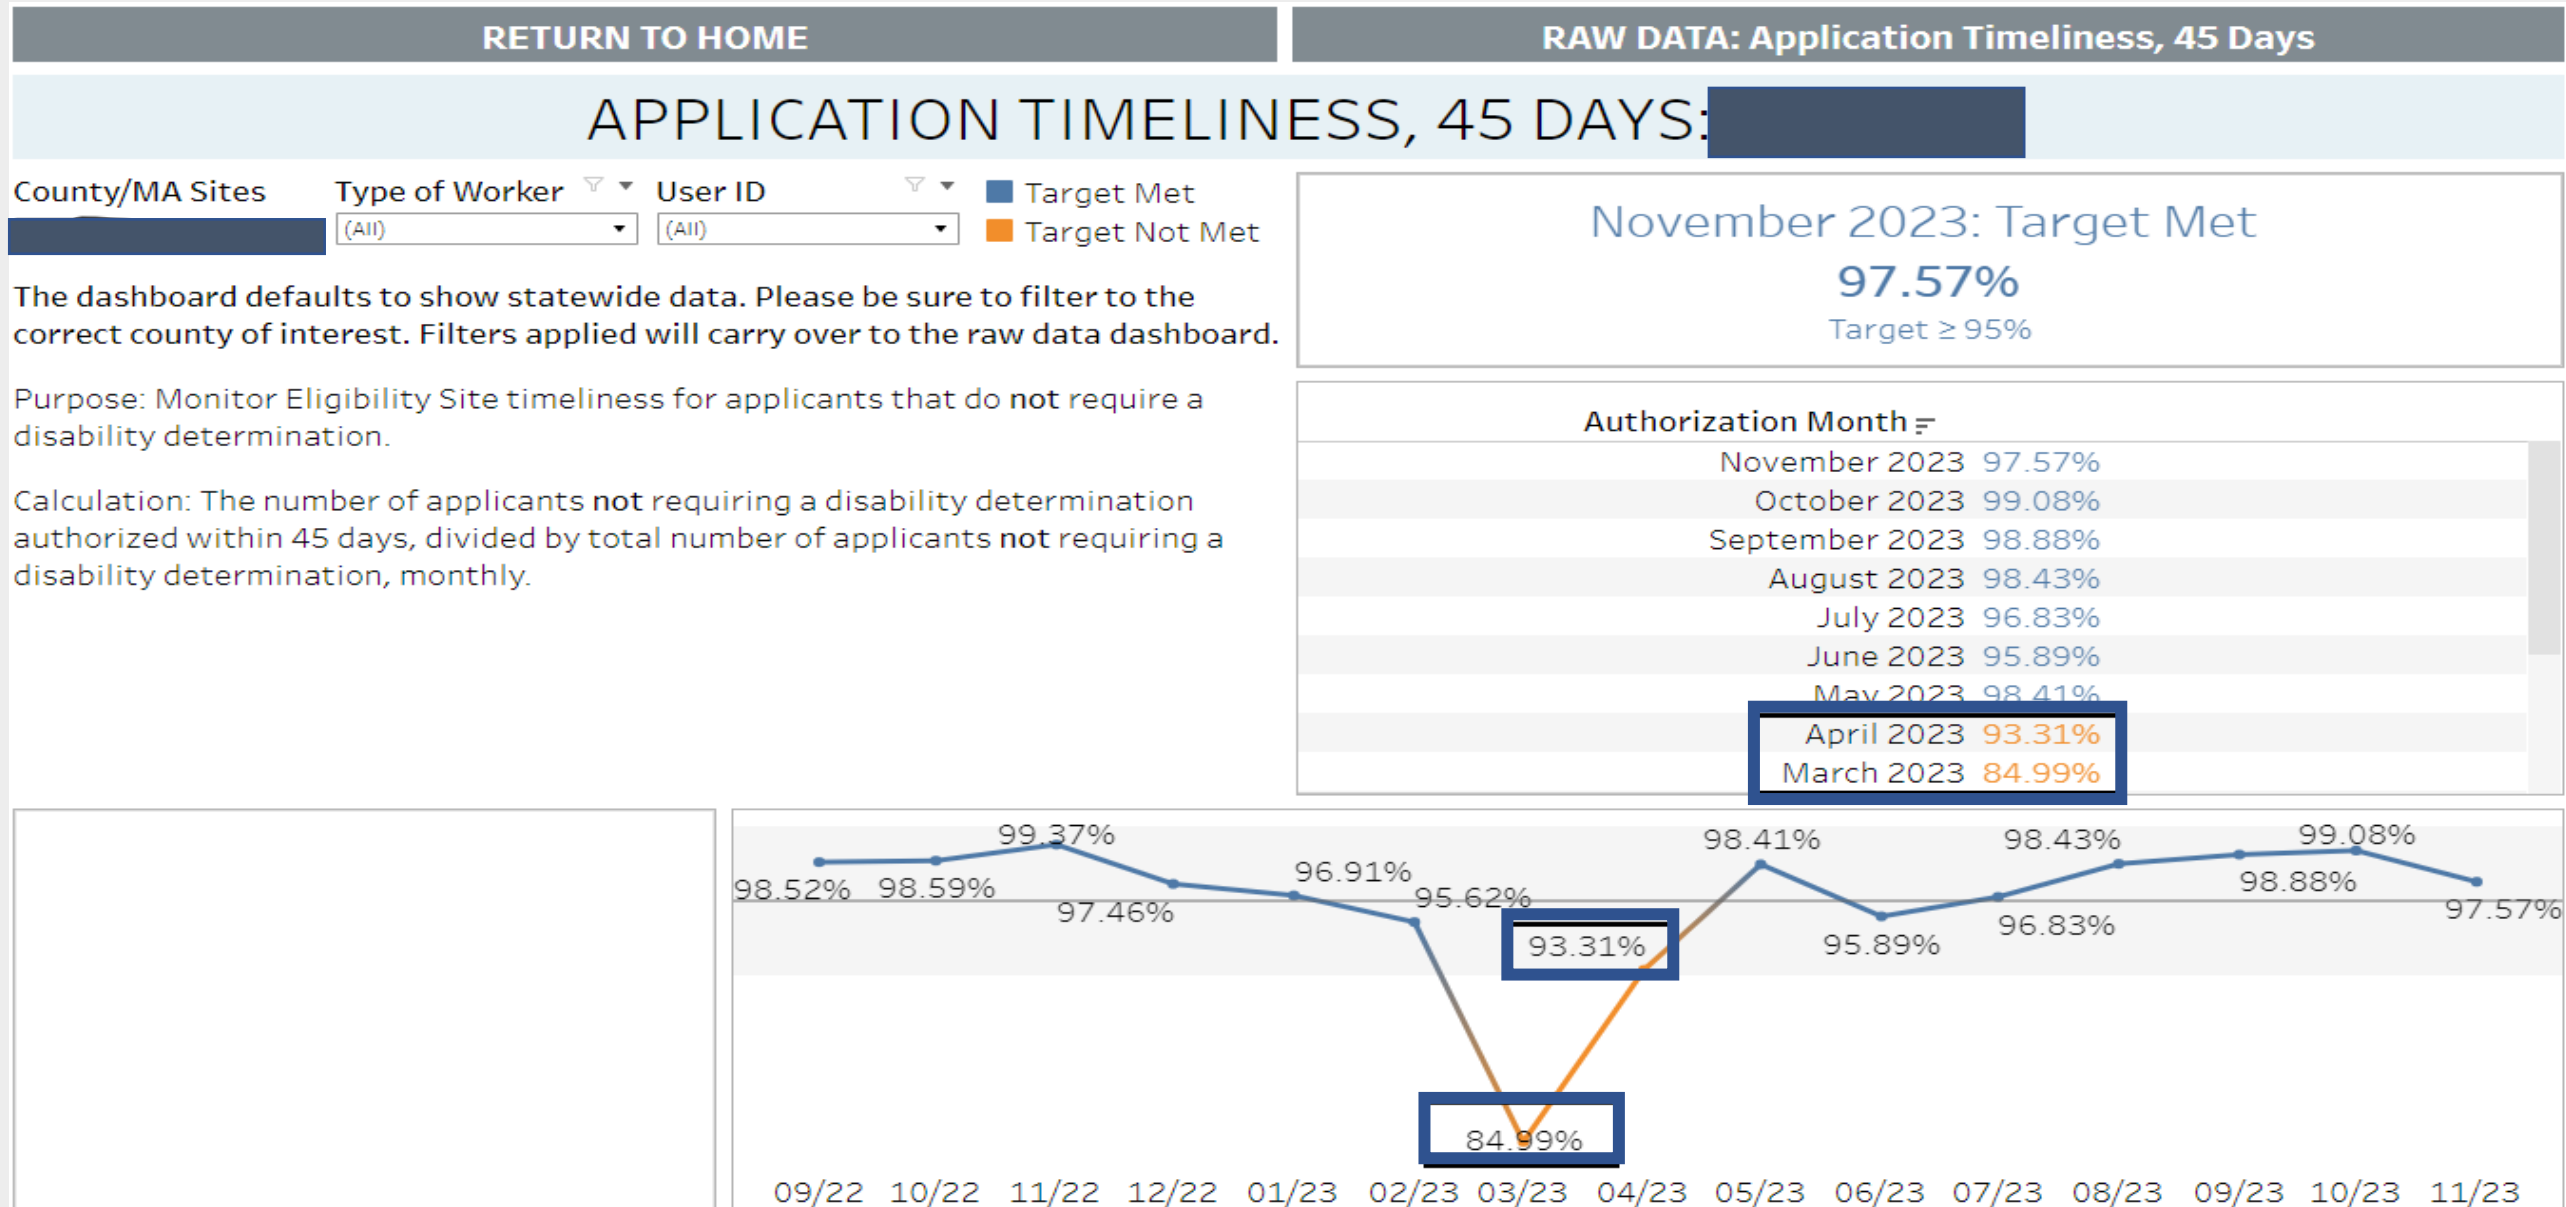 RETURN TO HOME
RAW DATA: Application Timeliness, 45 Days
APPLICATION TIMELINESS, 45 DAYS:
County/MA Sites
Type of Worker
(All)
User ID
(All)
Target Met
Target Not Met
The dashboard defaults to show statewide data. Please be sure to filter to the
correct county of interest. Filters applied will carry over to the raw data dashboard.
Purpose: Monitor Eligibility Site timeliness for applicants that do not require a
disability determination.
Calculation: The number of applicants not requiring a disability determination
authorized within 45 days, divided by total number of applicants not requiring a
disability determination, monthly.
November 2023: Target Met
97.57%
Target ≥ 95%
Authorization Month
November 2023 97.57%
October 2023 99.08%
September 2023 98.88%
August 2023 98.43%
July 2023 96.83%
June 2023 95.89%
May 2023 98.41%
April 2023 93.31%
March 2023 84.99%
98.52%
98.59%
99.37%
97.46%
96.91%
95.62%
84.99%
93.31%
98.41%
95.89%
96.83%
98.43%
98.88%
99.08%
97.57%
09/22 10/22 11/22 12/22 01/23 02/23 03/23 04/23 05/23 06/23 07/23 08/23 09/23 10/23 11/23